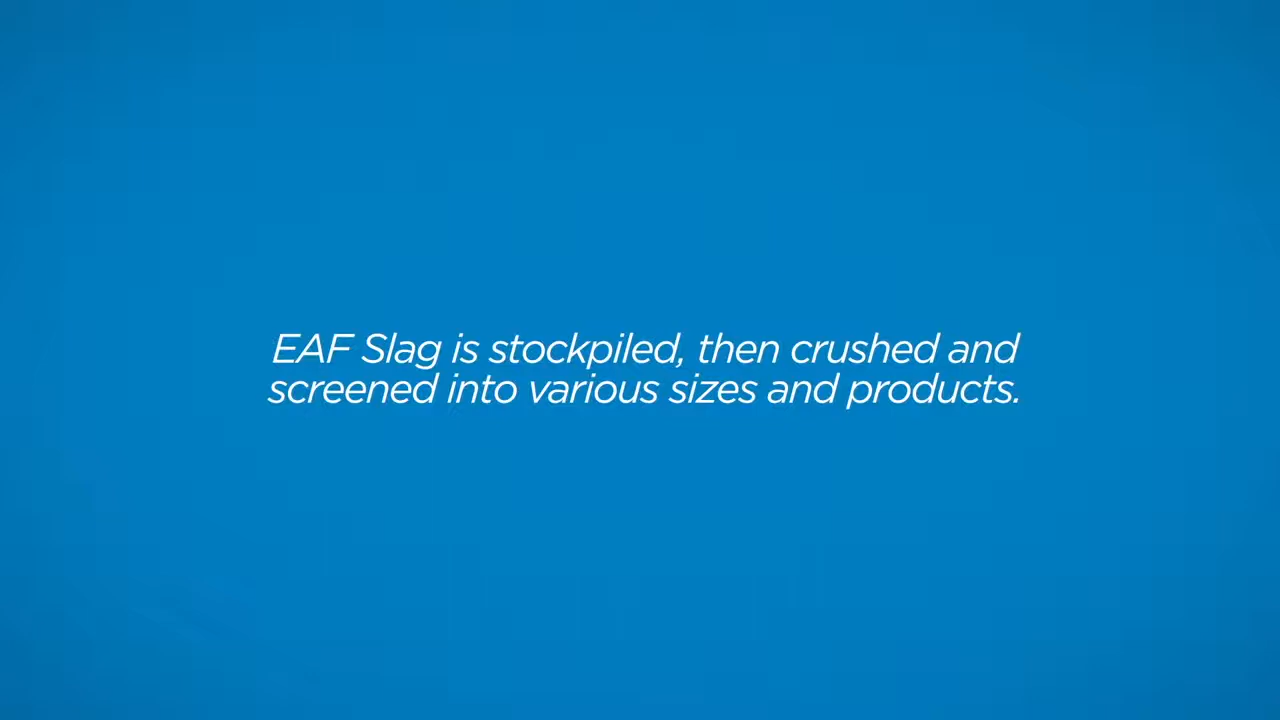 EAF Slag is stockpiled, then crushed and
screened into various sizes and products.